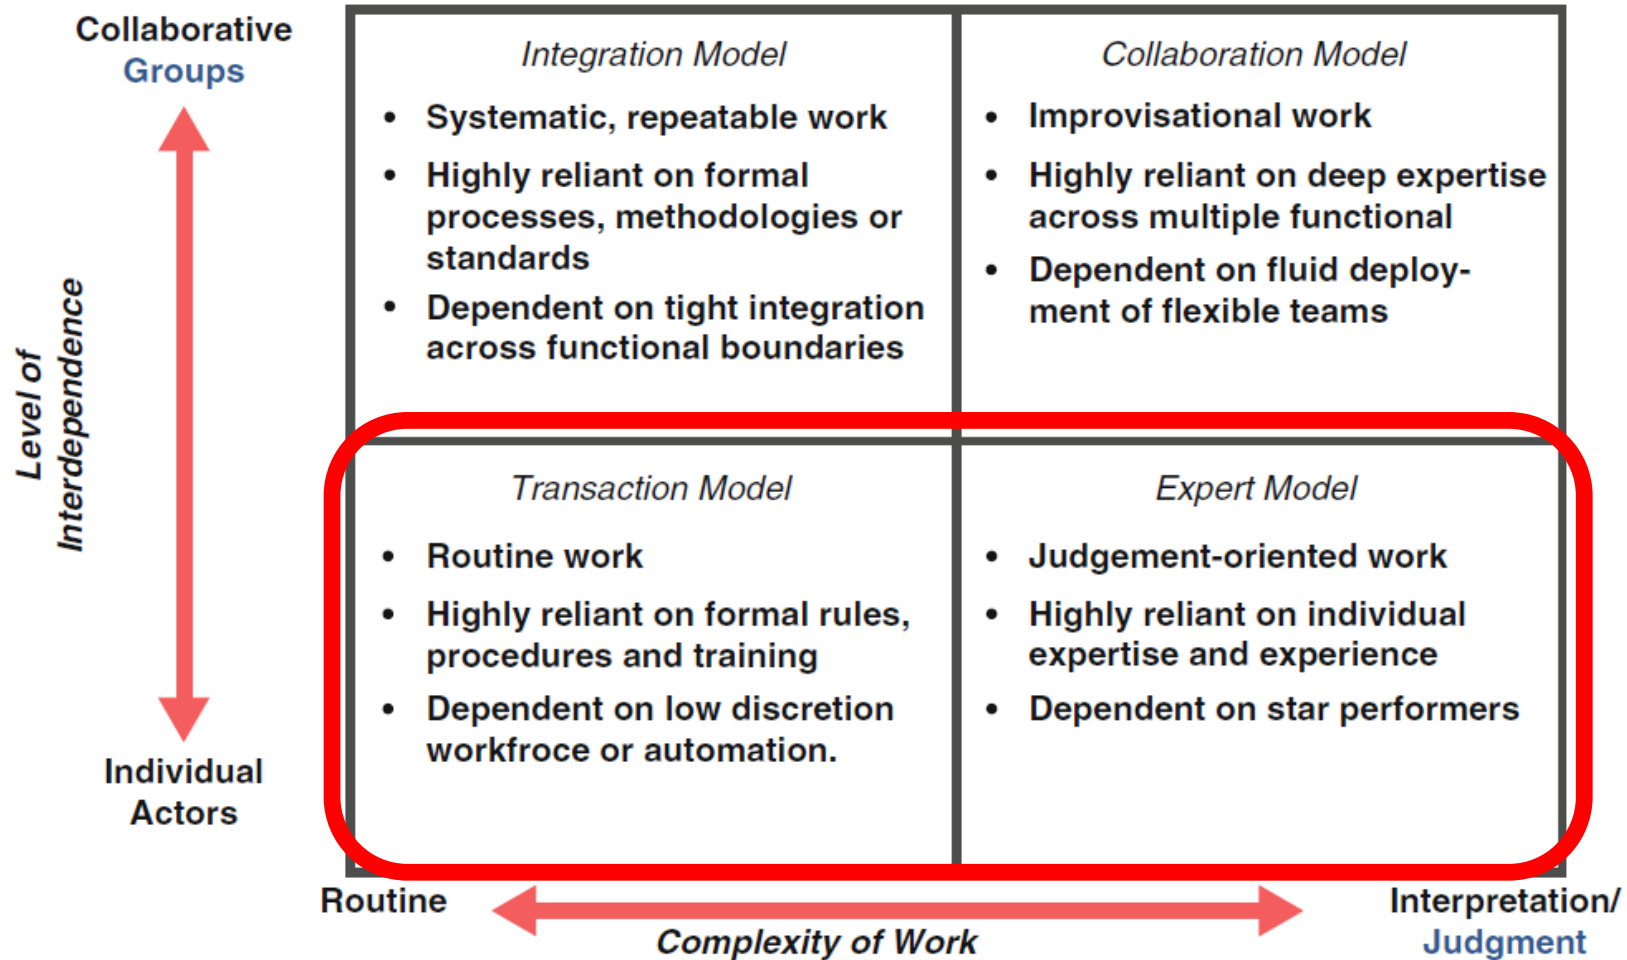 Collaborative
Groups
Level of
Interdependence
Individual
Actors
Integration Model
• Systematic, repeatable work
• Highly reliant on formal
processes, methodologies or
standards
• Dependent on tight integration
across functional boundaries
Collaboration Model
• Improvisational work
• Highly reliant on deep expertise
across multiple functional
• Dependent on fluid deploy-
ment of flexible teams
Transaction Model
• Routine work
• Highly reliant on formal rules,
procedures and training
• Dependent on low discretion
workfroce or automation.
Expert Model
• Judgement-oriented work
• Highly reliant on individual
expertise and experience
• Dependent on star performers
Routine
Complexity of Work
Interpretation/
Judgment